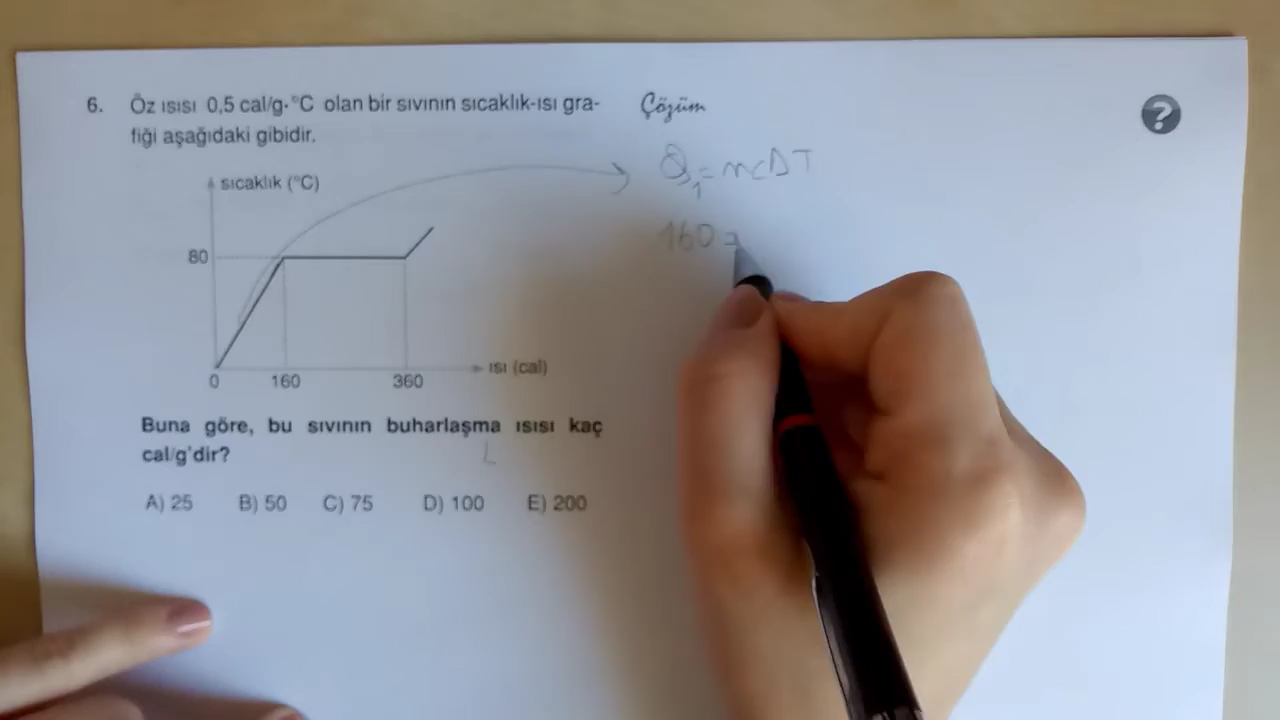 6. Öz ısısı 0,5 cal/g·°C olan bir sıvının sıcaklık-ısı gra-
fiği aşağıdaki gibidir.
sıcaklık (°C)
80
0 160 360
ısı (cal)
Buna göre, bu sıvının buharlaşma ısısı kaç
cal/g'dir?
L
A) 25 B) 50 C) 75 D) 100 E) 200
Çözüm
?
Q₁=mcΔT
160 =